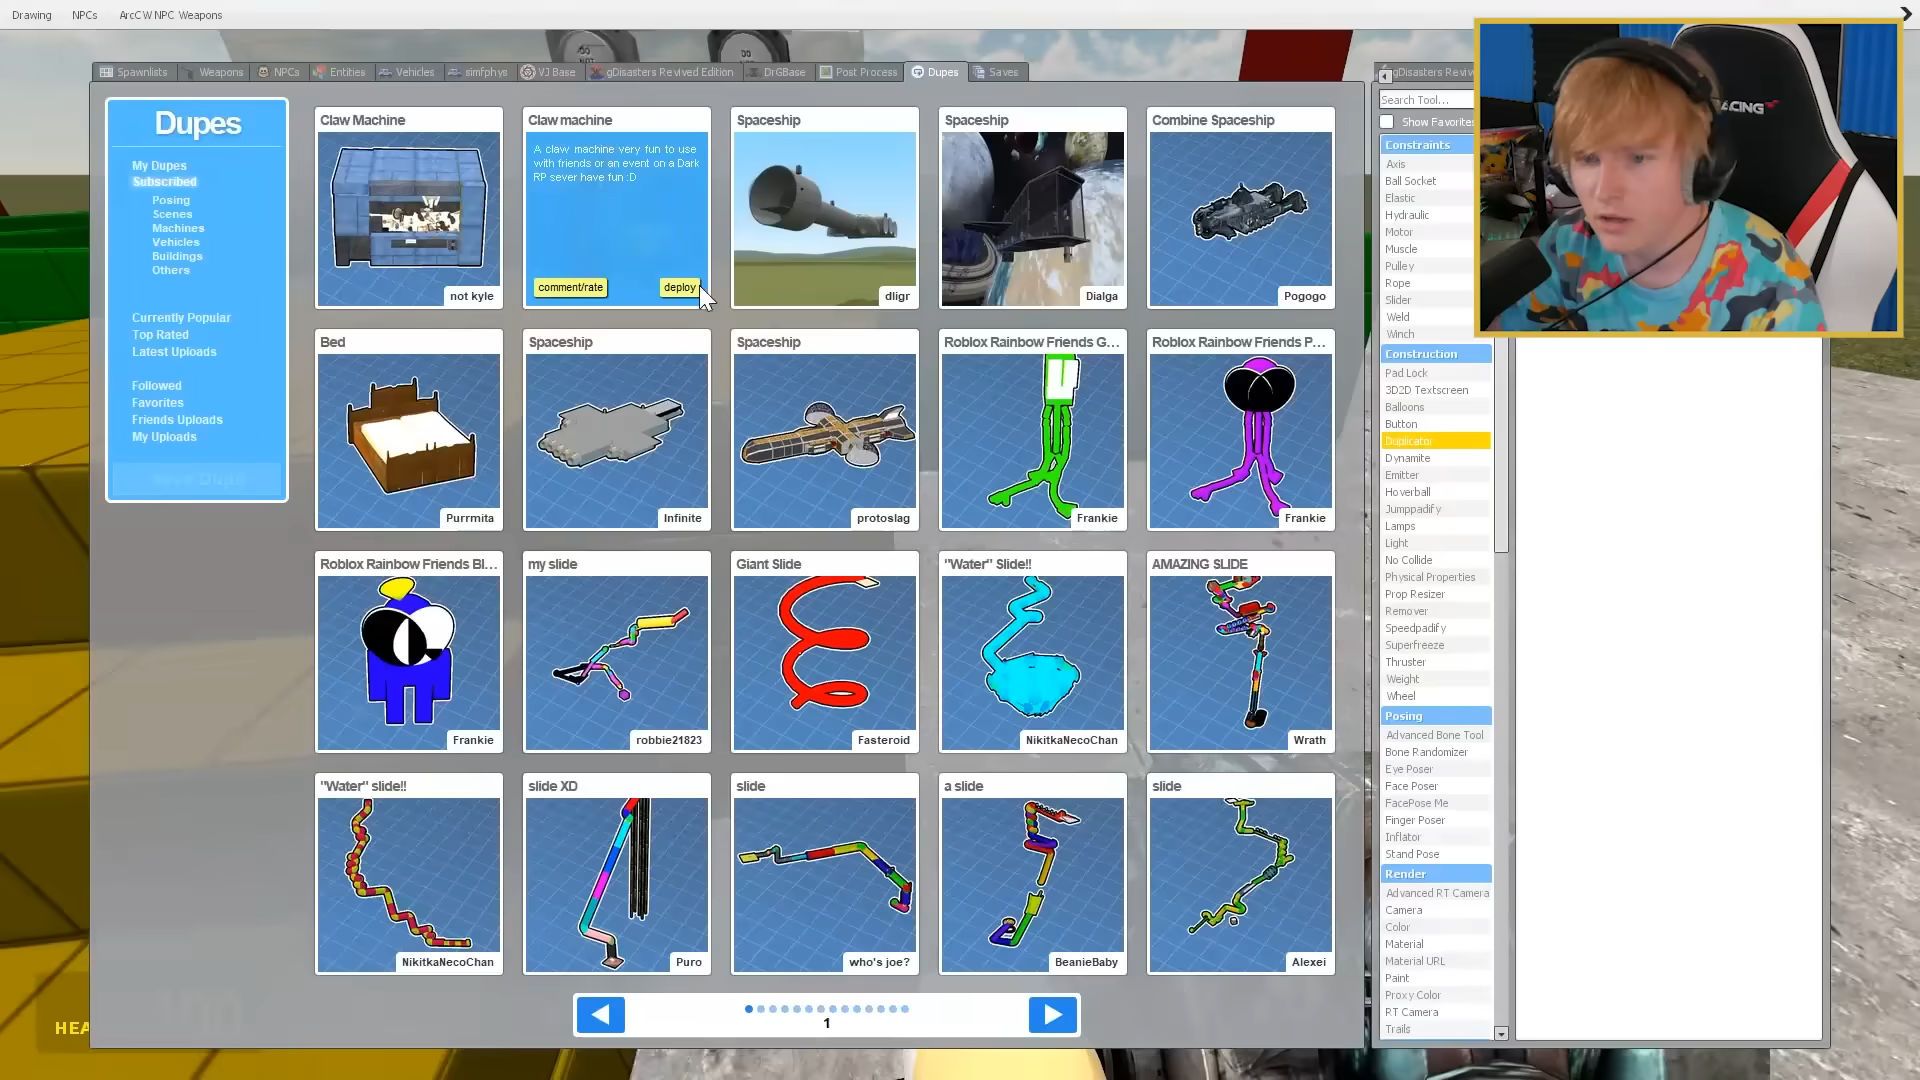 Drawing NPCs ArcCW NPC Weapons
Spawnlists Weapons NPCs Entities Vehicles simfphys VJ Base gDisasters Revived Edition DrGBase Post Process Dupes Saves
Dupes
My Dupes
Subscribed
Posing
Scenes
Machines
Vehicles
Buildings
Others
Currently Popular
Top Rated
Latest Uploads
Followed
Favorites
Friends Uploads
My Uploads
Claw Machine
not kyle
Claw machine
A claw machine very fun to use
with friends or an event on a Dark
RP sever have fun :D
comment/rate deploy
Spaceship
dligr
Spaceship
Dialga
Combine Spaceship
Pogogo
Bed
Purrmita
Spaceship
Infinite
Spaceship
protoslag
Roblox Rainbow Friends G...
Frankie
Roblox Rainbow Friends P...
Frankie
Roblox Rainbow Friends Bl...
Frankie
my slide
robbie21823
Giant Slide
Fasteroid
"Water" Slide!!
NikitkaNecoChan
AMAZING SLIDE
Wrath
"Water" slide!!
NikitkaNecoChan
slide XD
Puro
slide
who's joe?
a slide
BeanieBaby
slide
Alexei
1
gDisasters Reviv
Search Tool...
Show Favorites
Constraints
Axis
Ball Socket
Elastic
Hydraulic
Motor
Muscle
Pulley
Rope
Slider
Weld
Winch
Construction
Pad Lock
3D2D Textscreen
Balloons
Button
Duplicator
Dynamite
Emitter
Hoverball
Jumppadify
Lamps
Light
No Collide
Physical Properties
Prop Resizer
Remover
Speedpadify
Superfreeze
Thruster
Weight
Wheel
Posing
Advanced Bone Tool
Bone Randomizer
Eye Poser
Face Poser
FacePose Me
Finger Poser
Inflator
Stand Pose
Render
Advanced RT Camera
Camera
Color
Material
Material URL
Paint
Proxy Color
RT Camera
Trails
ACING
HEA